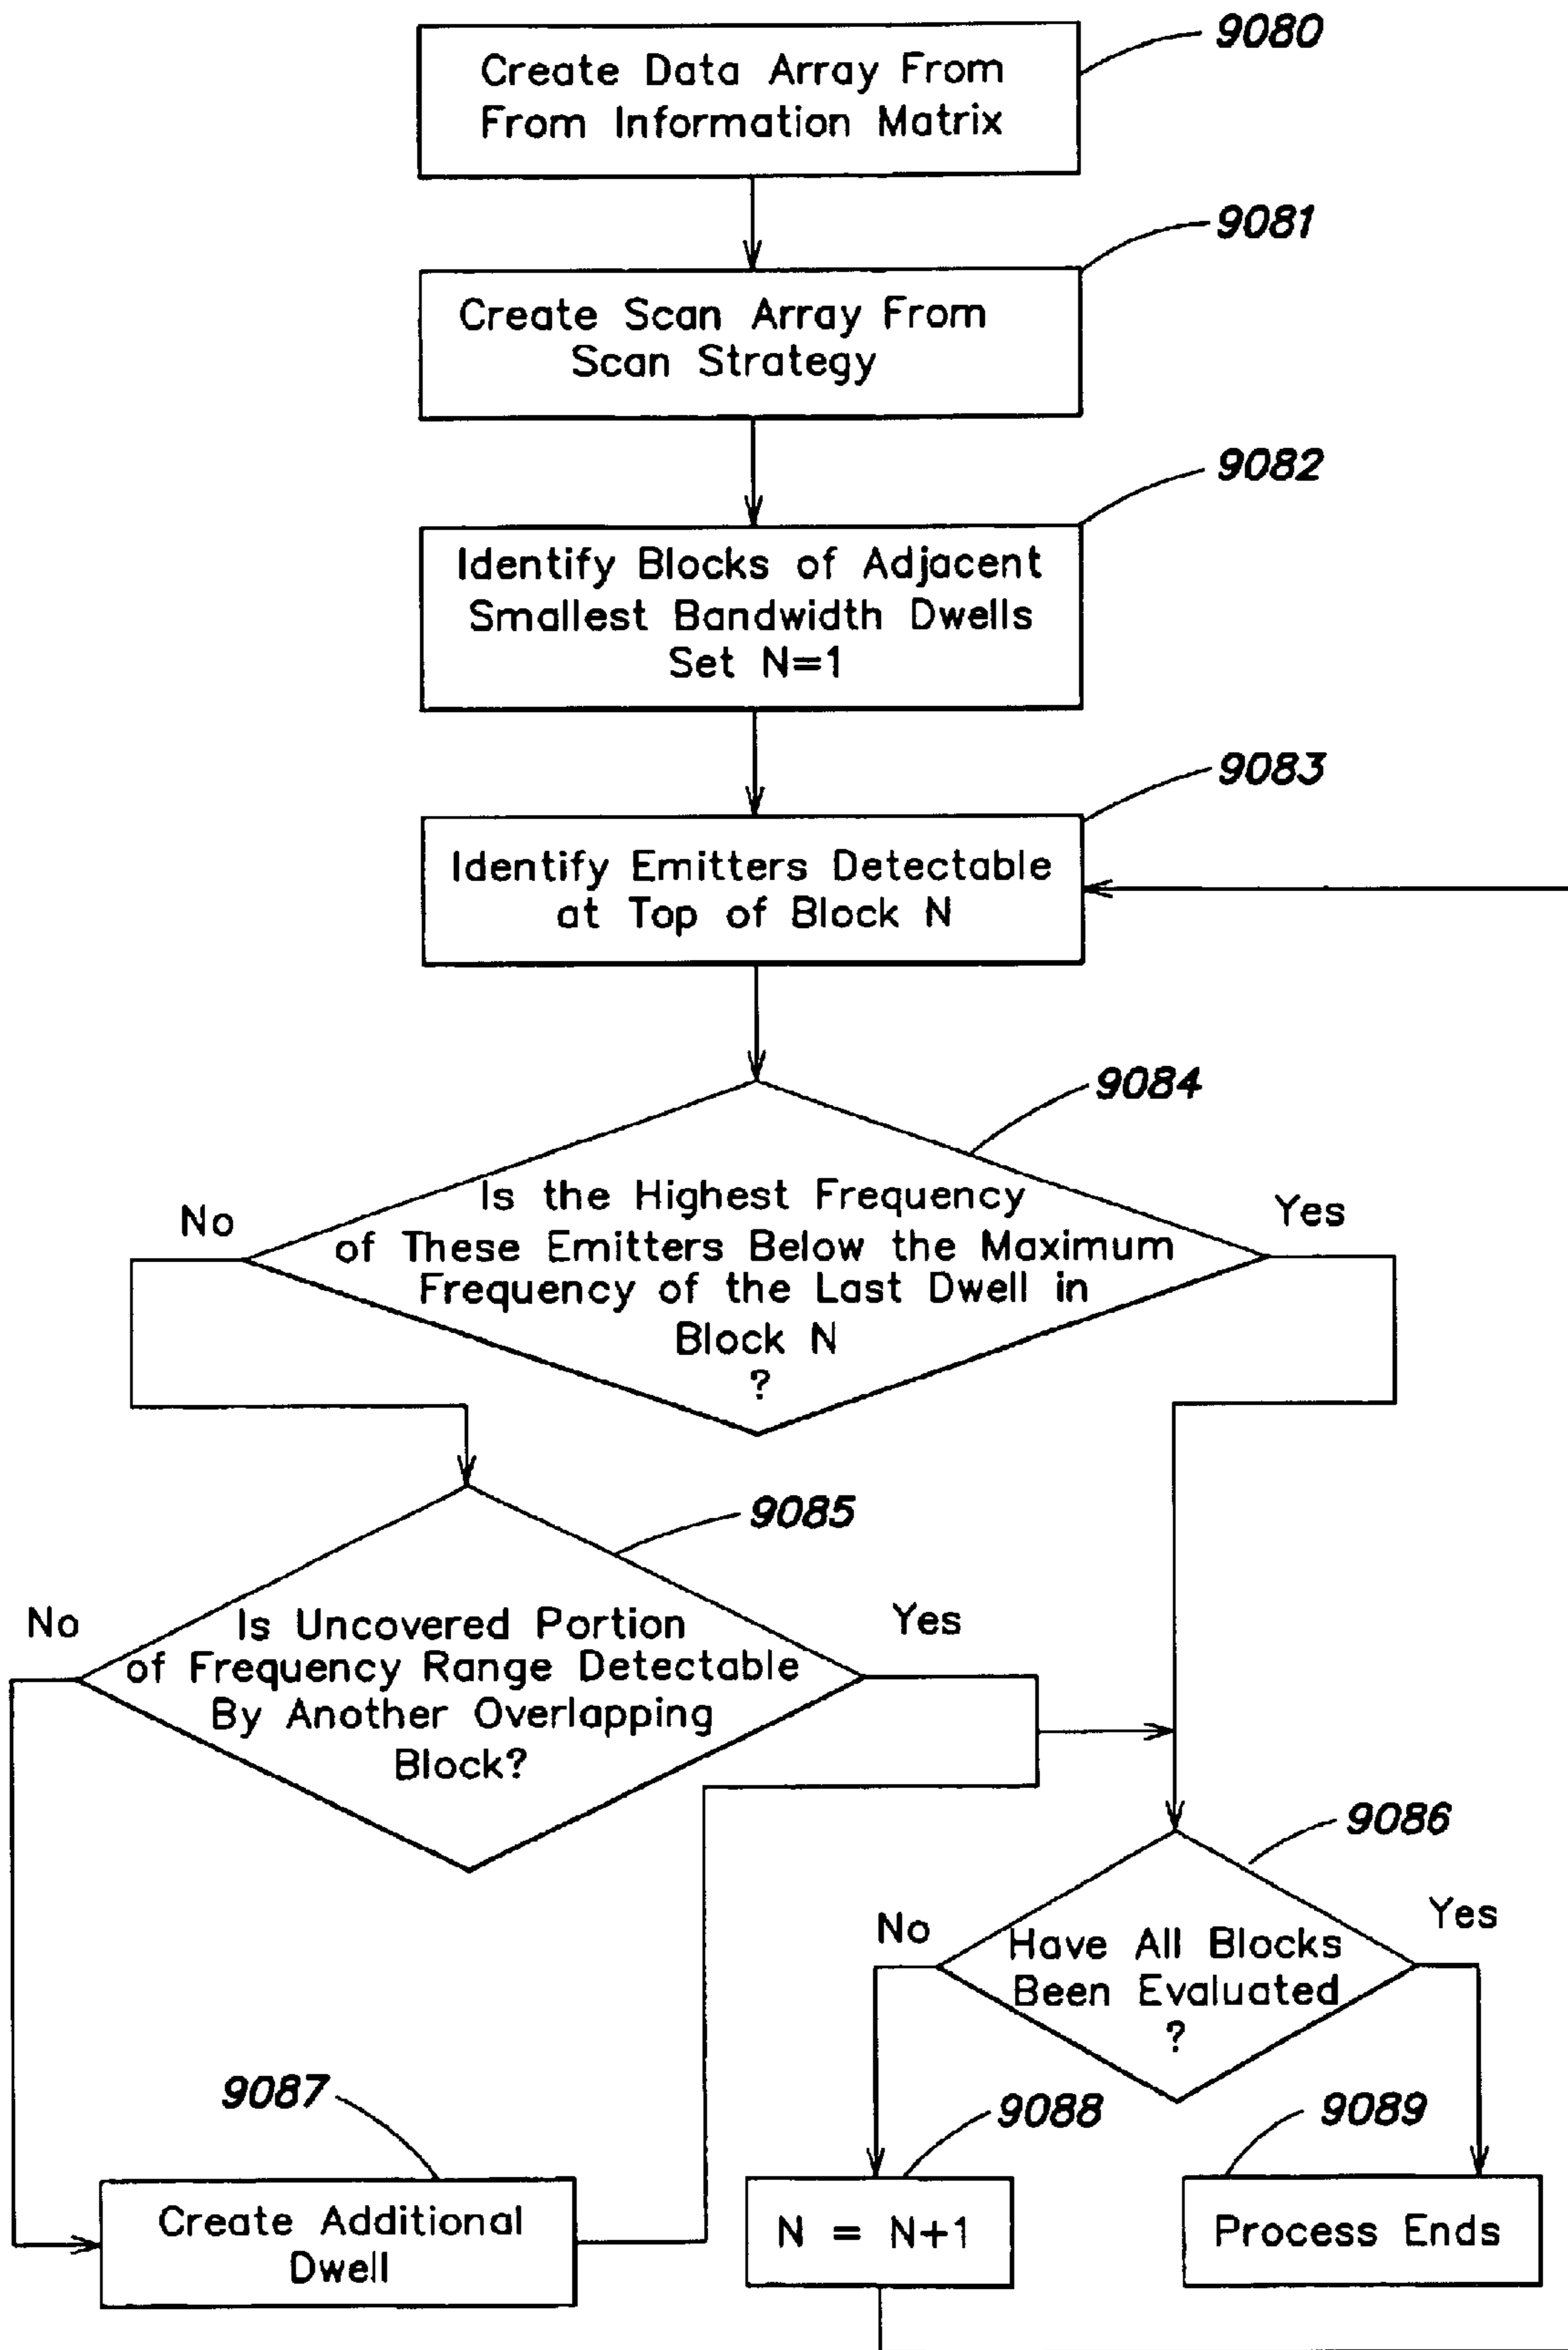 9080
Create Data Array From
From Information Matrix
9081
Create Scan Array From
Scan Strategy
9082
Identify Blocks of Adjacent
Smallest Bandwidth Dwells
Set N=1
9083
Identify Emitters Detectable
at Top of Block N
9084
No
Is the Highest Frequency
Yes
of These Emitters Below the Maximum
Frequency of the Last Dwell in
Block N
?
9085
No
Is Uncovered Portion
Yes
of Frequency Range Detectable
By Another Overlapping
Block?
9086
No
Have All Blocks
Yes
Been Evaluated
?
9087
9088
9089
Create Additional
Dwell
N = N+1
Process Ends